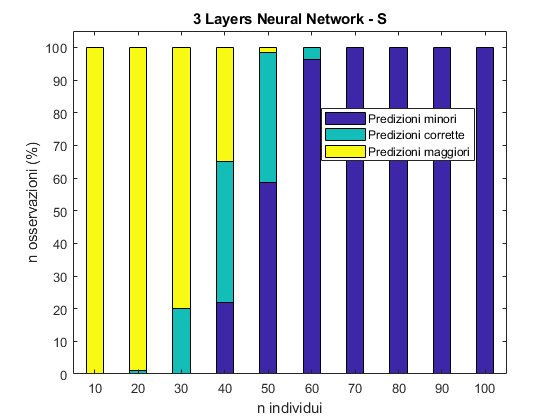 3 Layers Neural Network - S
n osservazioni (%)
100
90
80
70
60
50
40
30
20
10
0
Predizioni minori
Predizioni corrette
Predizioni maggiori
10 20 30 40 50 60 70 80 90 100
n individui